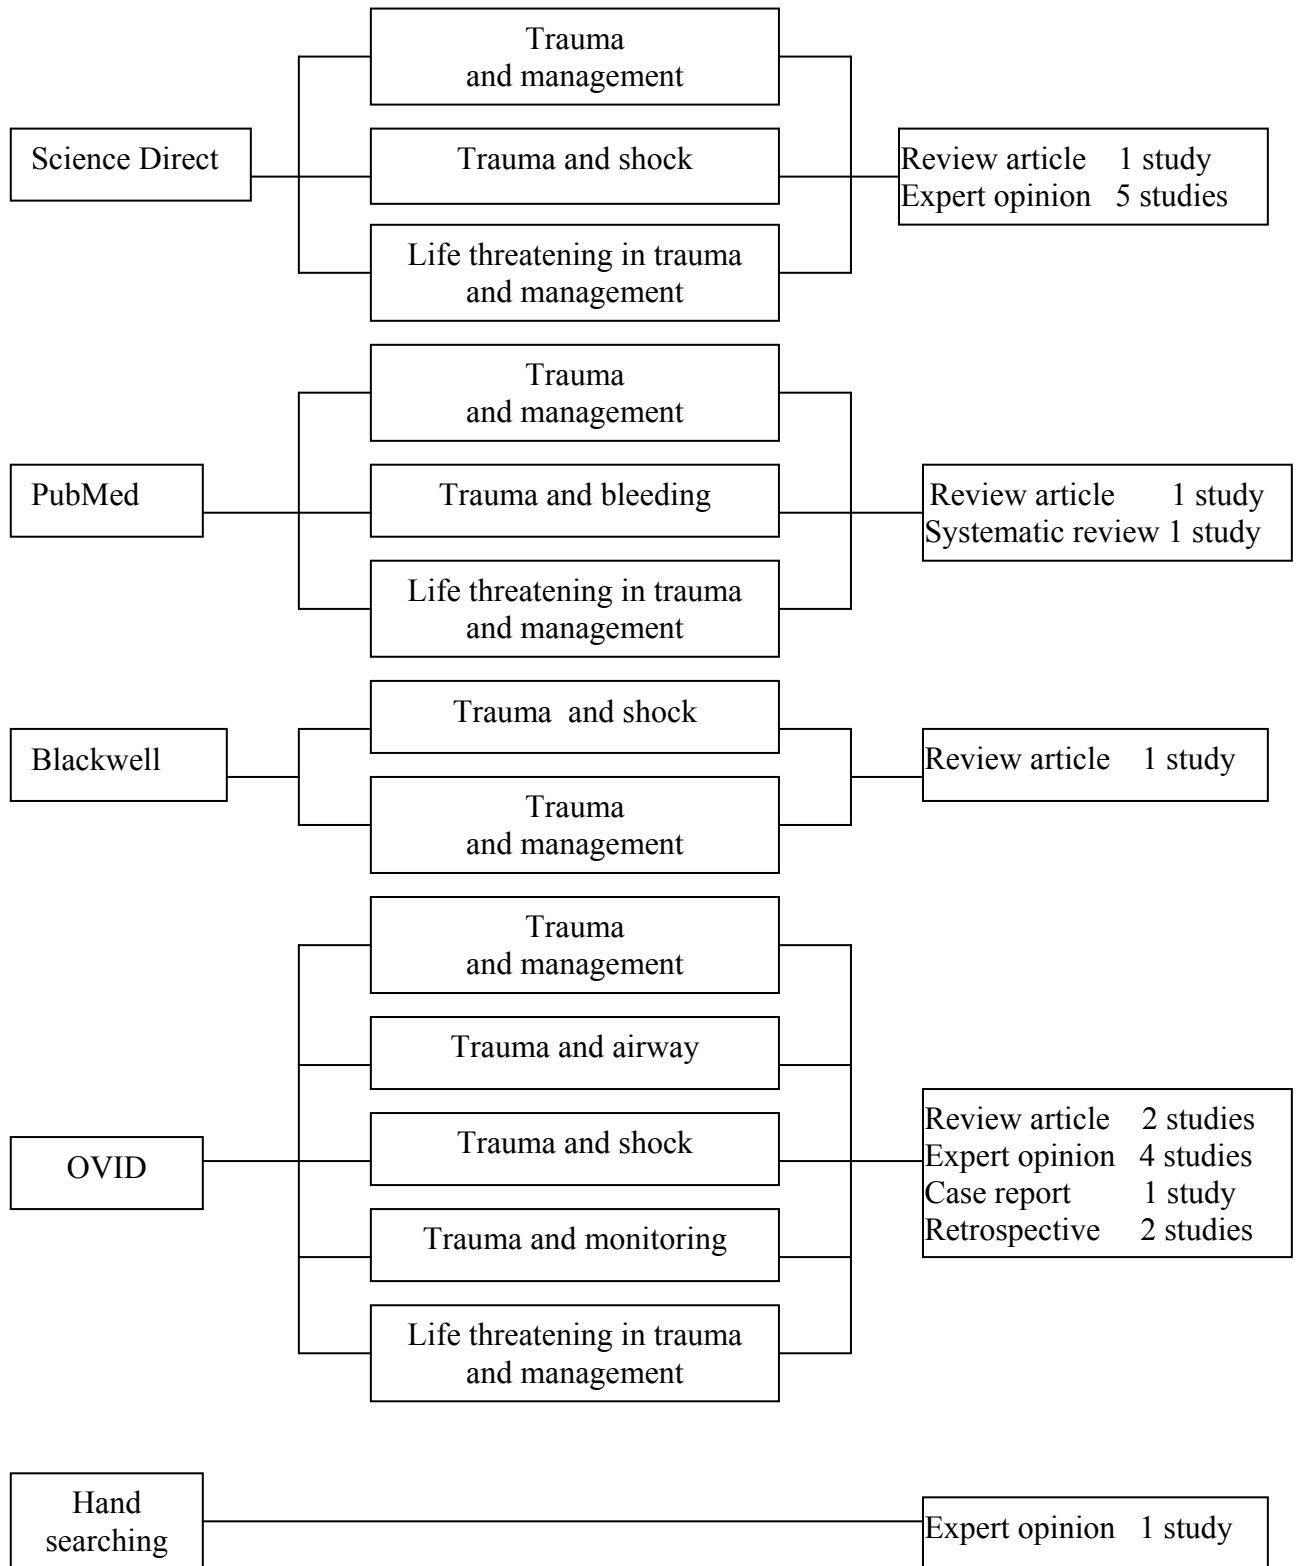 Science Direct
Trauma
and management
Trauma and shock
Life threatening in trauma
and management
Review article 1 study
Expert opinion 5 studies
PubMed
Trauma
and management
Trauma and bleeding
Life threatening in trauma
and management
Review article 1 study
Systematic review 1 study
Blackwell
Trauma and shock
Trauma
and management
Review article 1 study
OVID
Trauma
and management
Trauma and airway
Trauma and shock
Trauma and monitoring
Life threatening in trauma
and management
Review article 2 studies
Expert opinion 4 studies
Case report 1 study
Retrospective 2 studies
Hand
searching
Expert opinion 1 study